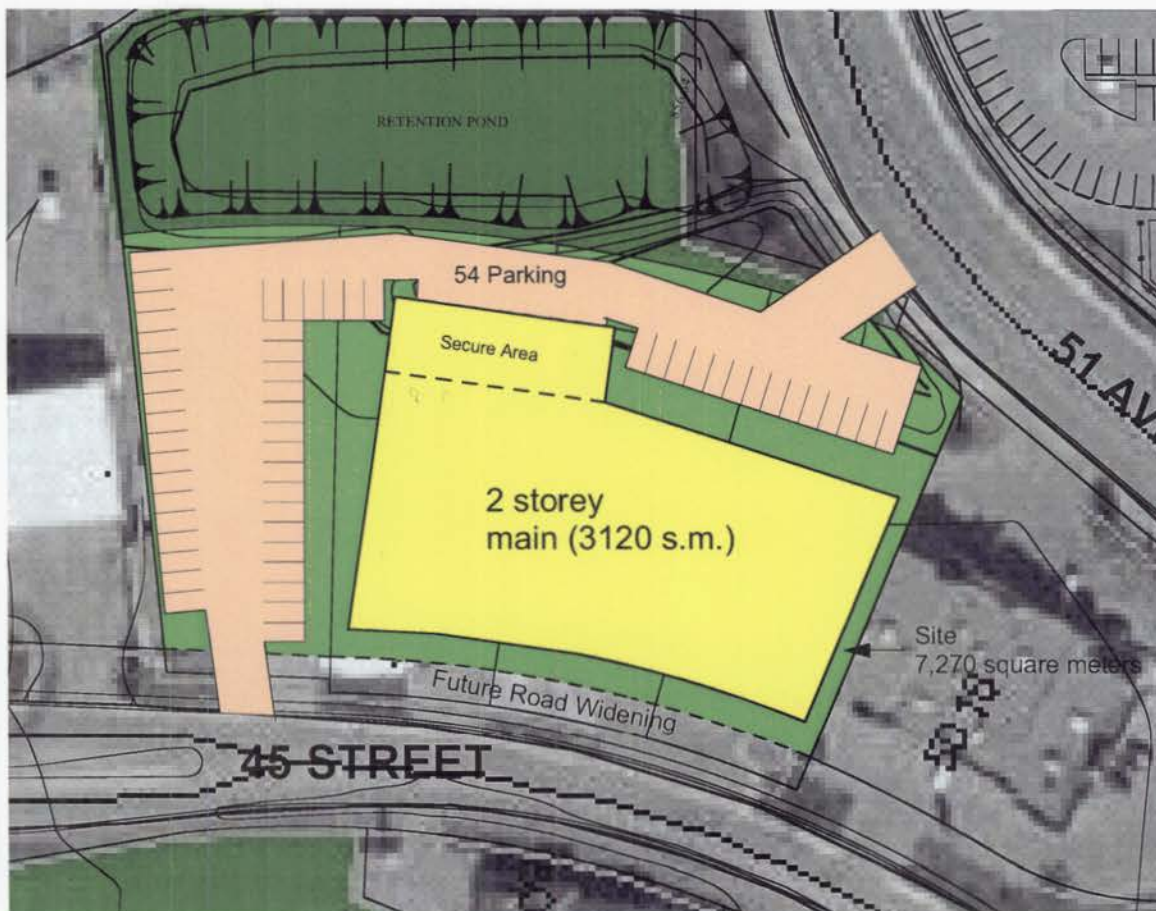 RETENTION POND
54 Parking
Secure Area
51 AV
2 storey
main (3120 s.m.)
Site
7,270 square meters
Future Road Widening
45 STREET